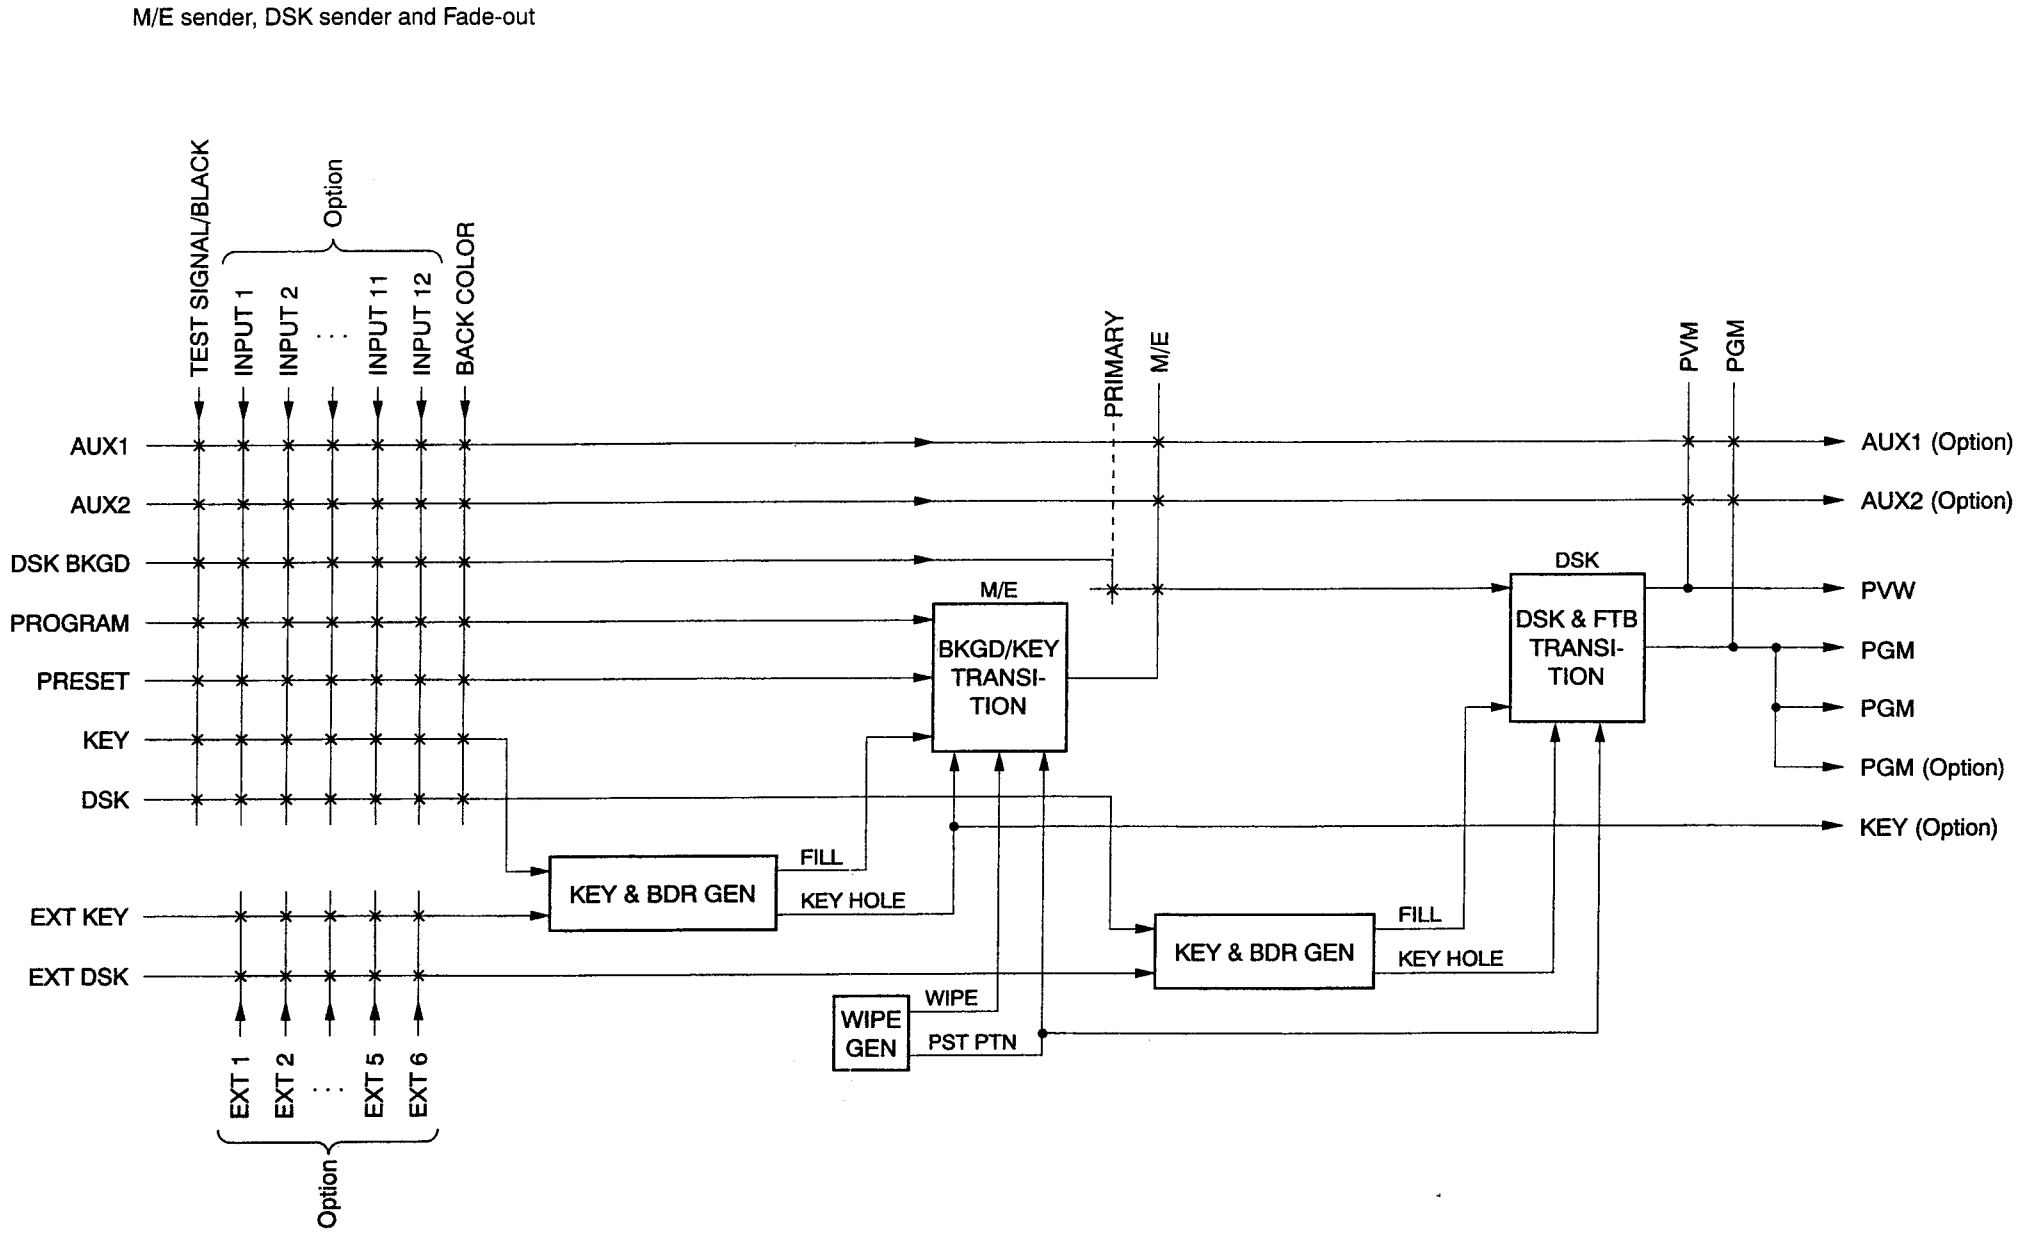 M/E sender, DSK sender and Fade-out
TEST SIGNAL/BLACK
Option
INPUT 1
INPUT 2
...
INPUT 11
INPUT 12
BACK COLOR
PRIMARY
M/E
PVM
PGM
AUX1
AUX2
DSK BKGD
PROGRAM
PRESET
KEY
DSK
EXT KEY
EXT DSK
M/E
BKGD/KEY
TRANSI-
TION
DSK
DSK & FTB
TRANSI-
TION
KEY & BDR GEN
FILL
KEY HOLE
KEY & BDR GEN
FILL
KEY HOLE
WIPE
GEN
WIPE
PST PTN
AUX1 (Option)
AUX2 (Option)
PVW
PGM
PGM
PGM (Option)
KEY (Option)
EXT 1
EXT 2
...
EXT 5
EXT 6
Option